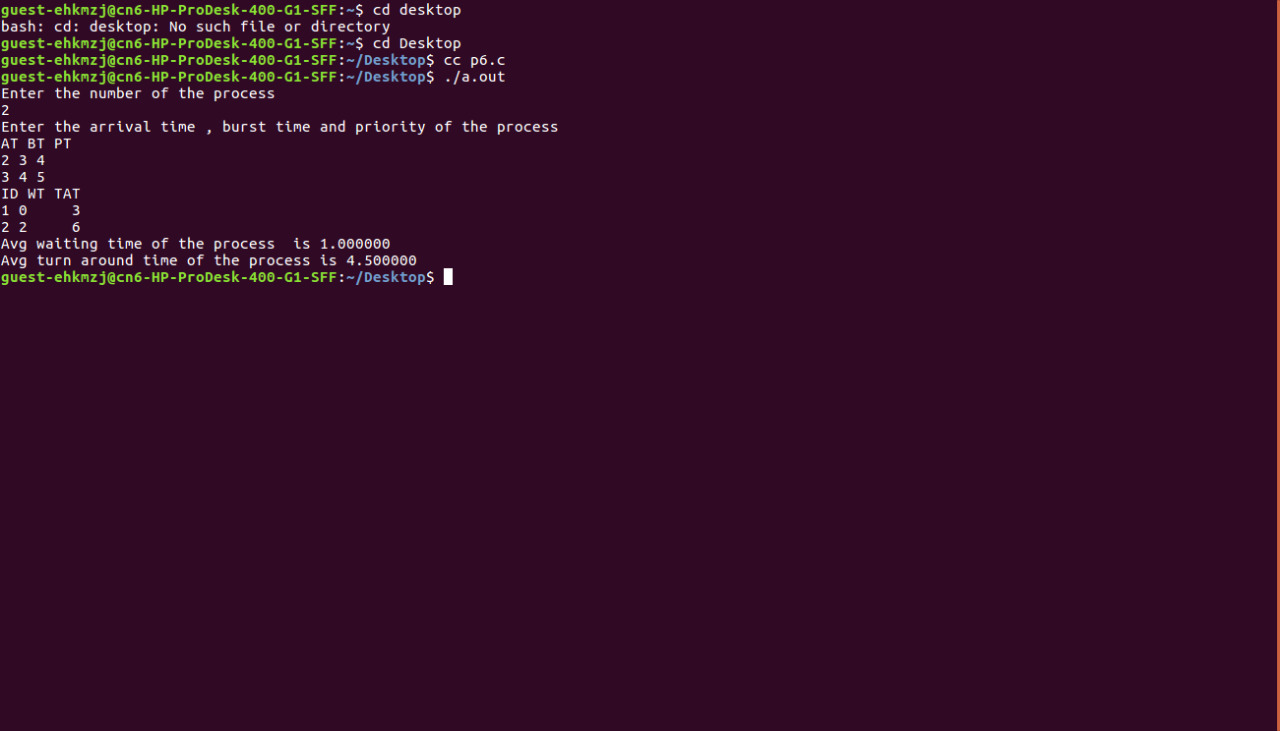 guest-ehkmzj@cn6-HP-ProDesk-400-G1-SFF:~$ cd desktop
bash: cd: desktop: No such file or directory
guest-ehkmzj@cn6-HP-ProDesk-400-G1-SFF:~$ cd Desktop
guest-ehkmzj@cn6-HP-ProDesk-400-G1-SFF:~/Desktop$ cc p6.c
guest-ehkmzj@cn6-HP-ProDesk-400-G1-SFF:~/Desktop$ ./a.out
Enter the number of the process
2
Enter the arrival time , burst time and priority of the process
AT BT PT
2 3 4
3 4 5
ID WT TAT
1 0     3
2 2     6
Avg waiting time of the process  is 1.000000
Avg turn around time of the process is 4.500000
guest-ehkmzj@cn6-HP-ProDesk-400-G1-SFF:~/Desktop$